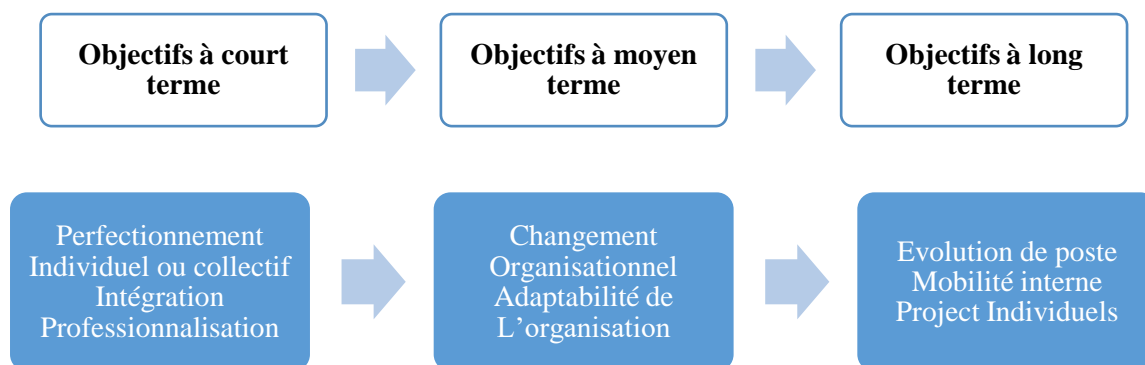 Objectifs à court
terme
Objectifs à moyen
terme
Objectifs à long
terme
Perfectionnement
Individuel ou collectif
Intégration
Professionnalisation
Changement
Organisationnel
Adaptabilité de
L’organisation
Evolution de poste
Mobilité interne
Project Individuels